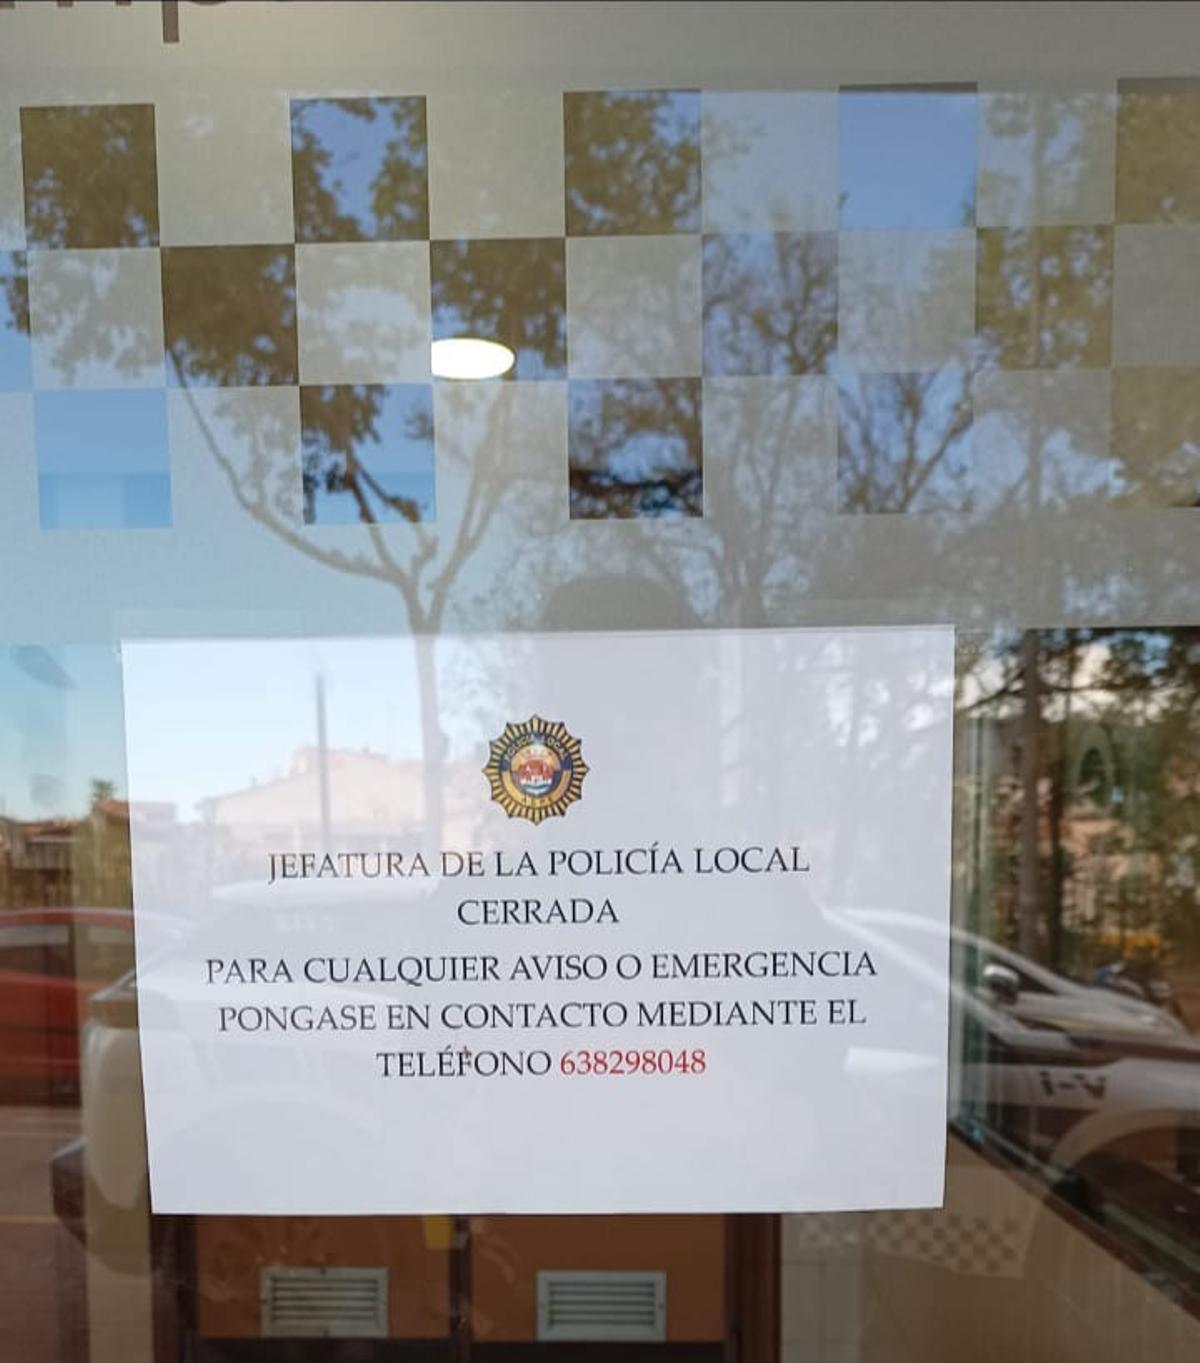 JEFATURA DE LA POLICÍA LOCAL
CERRADA
PARA CUALQUIER AVISO O EMERGENCIA
PONGASE EN CONTACTO MEDIANTE EL
TELÉFONO 638298048